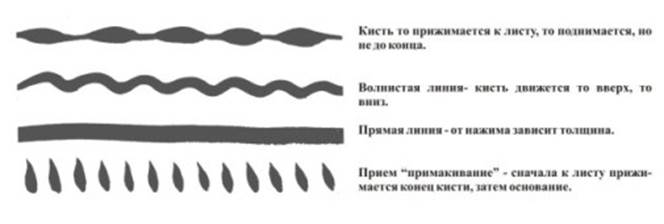 Кисть то прижимается к листу, то поднимается, но
не до конца.
Волнистая линия- кисть движется то вверх, то
вниз.
Прямая линия - от нажима зависит толщина.
Прием “примакивание” - сначала к листу прижи-
мается конец кисти, затем основание.